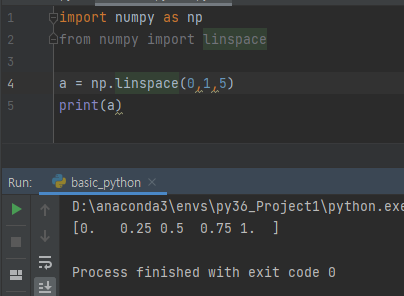 1 import numpy as np
2 from numpy import linspace
3
4 a = np.linspace(0,1,5)
5 print(a)
Run: basic_python ×
D:\anaconda3\envs\py36_Project1\python.exe
[0.   0.25 0.5  0.75 1.  ]
Process finished with exit code 0